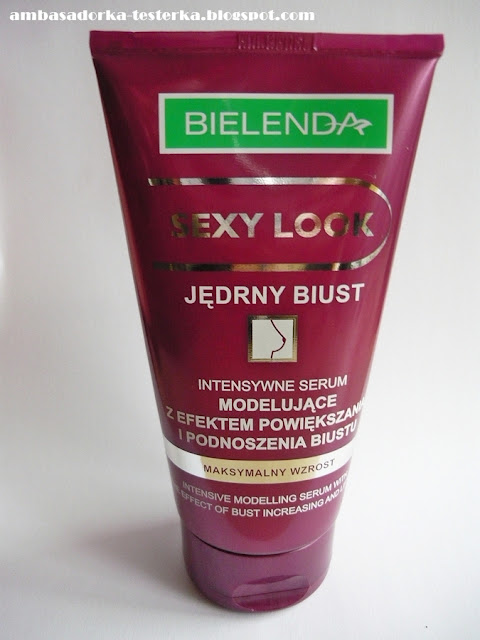 ambasadorka-testerka.blogspot.com
BIELENDA
SEXY LOOK
JĘDRNY BIUST
INTENSYWNE SERUM
MODELUJĄCE
Z EFEKTEM POWIĘKSZANIA
I PODNOSZENIA BIUSTU
MAKSYMALNY WZROST
INTENSIVE MODELLING SERUM WITH
EFFECT OF BUST INCREASING AND